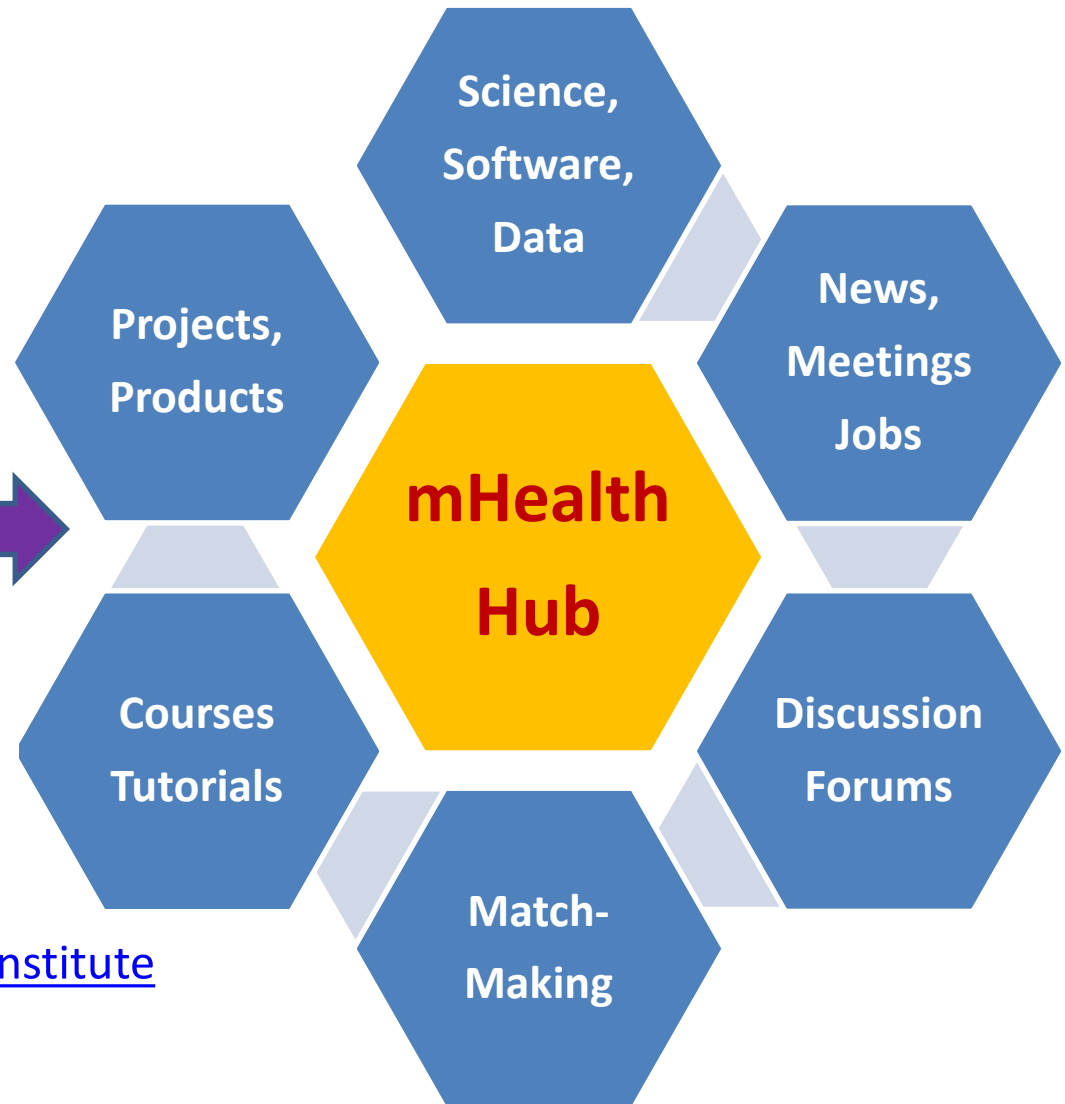 Science,
Software,
Data
News,
Meetings
Jobs
Projects,
Products
mHealth
Hub
Courses
Tutorials
Discussion
Forums
Match-
Making
nstitute